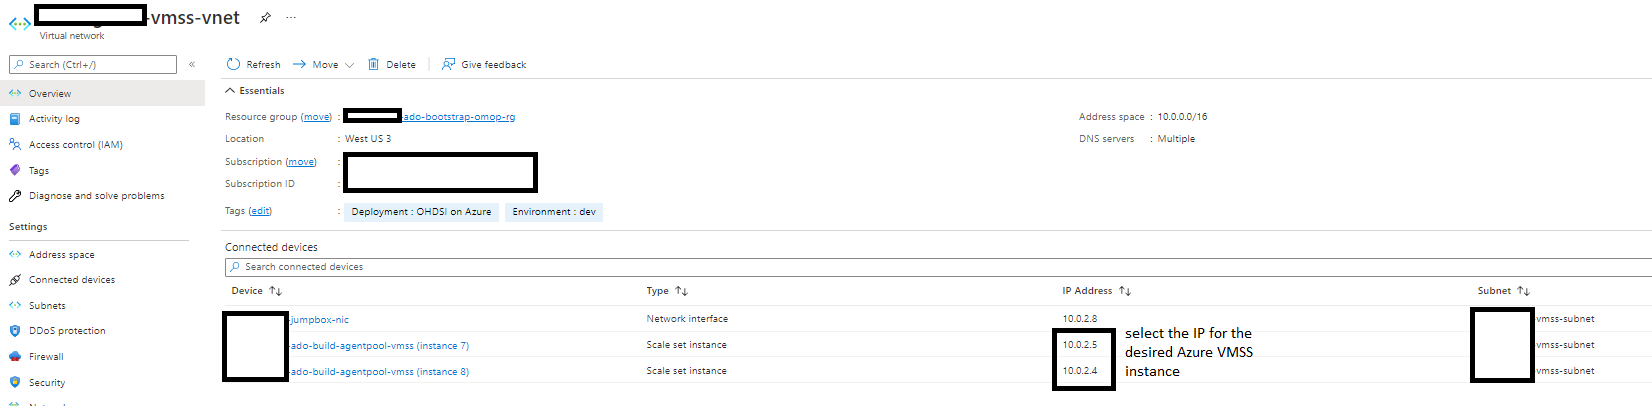 -vmss-vnet
Virtual network
Search (Ctrl+/)
Overview
Activity log
Access control (IAM)
Tags
Diagnose and solve problems
Settings
Address space
Connected devices
Subnets
DDoS protection
Firewall
Security
Refresh Move Delete Give feedback
Essentials
Resource group (move) : -ado-bootstrap-omop-rg
Location : West US 3
Subscription (move) :
Subscription ID :
Tags (edit) : Deployment : OHDSI on Azure Environment : dev
Address space : 10.0.0.0/16
DNS servers : Multiple
Connected devices
Search connected devices
Device Type IP Address Subnet
-jumpbox-nic Network interface 10.0.2.8 vmss-subnet
-ado-build-agentpool-vmss (instance 7) Scale set instance 10.0.2.5 vmss-subnet
-ado-build-agentpool-vmss (instance 8) Scale set instance 10.0.2.4 vmss-subnet
select the IP for the
desired Azure VMSS
instance